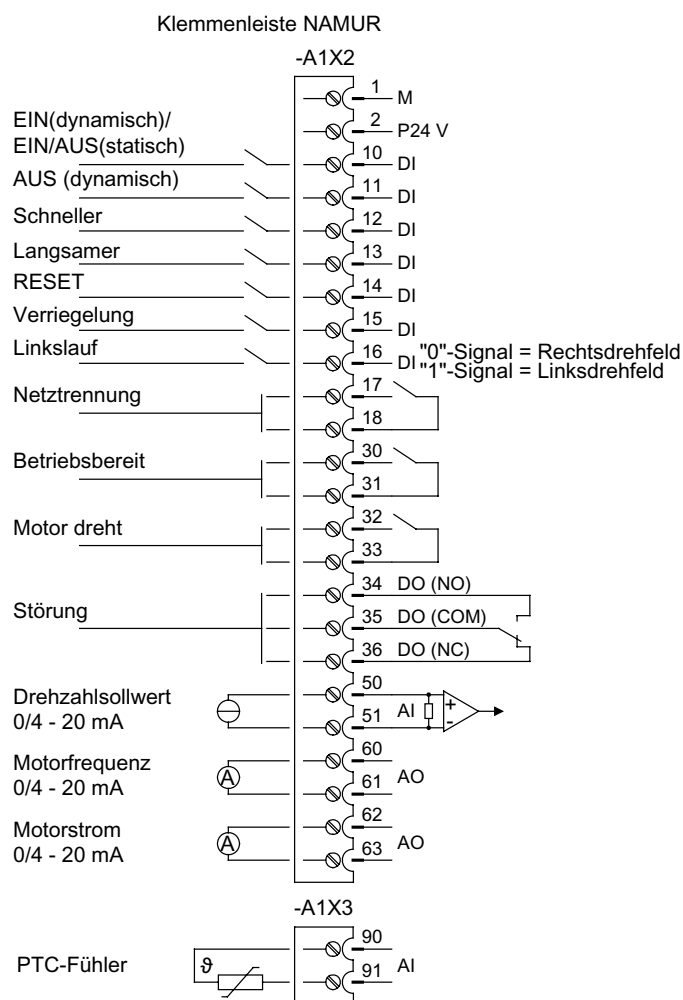 Klemmenleiste NAMUR
-A1X2
1 M
2 P24 V
EIN(dynamisch)/
EIN/AUS(statisch)
10 DI
AUS (dynamisch)
11 DI
Schneller
12 DI
Langsamer
13 DI
RESET
14 DI
Verriegelung
15 DI
Linkslauf
16 DI "0"-Signal = Rechtsdrehfeld
"1"-Signal = Linksdrehfeld
Netztrennung
17
18
Betriebsbereit
30
31
Motor dreht
32
33
Störung
34 DO (NO)
35 DO (COM)
36 DO (NC)
Drehzahlsollwert
0/4 - 20 mA
50
51 AI + -
Motorfrequenz
0/4 - 20 mA
A
60
61 AO
Motorstrom
0/4 - 20 mA
A
62
63 AO
-A1X3
PTC-Fühler
ϑ
90
91 AI